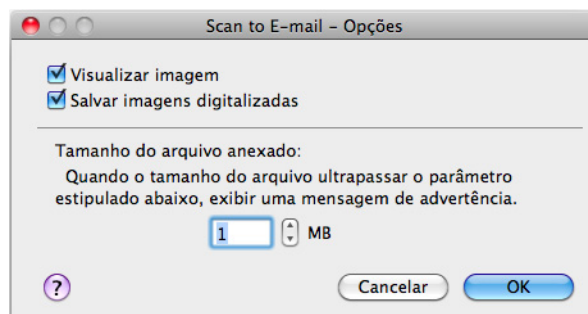 Scan to E-mail – Opções
Visualizar imagem
Salvar imagens digitalizadas
Tamanho do arquivo anexado:
Quando o tamanho do arquivo ultrapassar o parâmetro
estipulado abaixo, exibir uma mensagem de advertência.
1 MB
? Cancelar OK